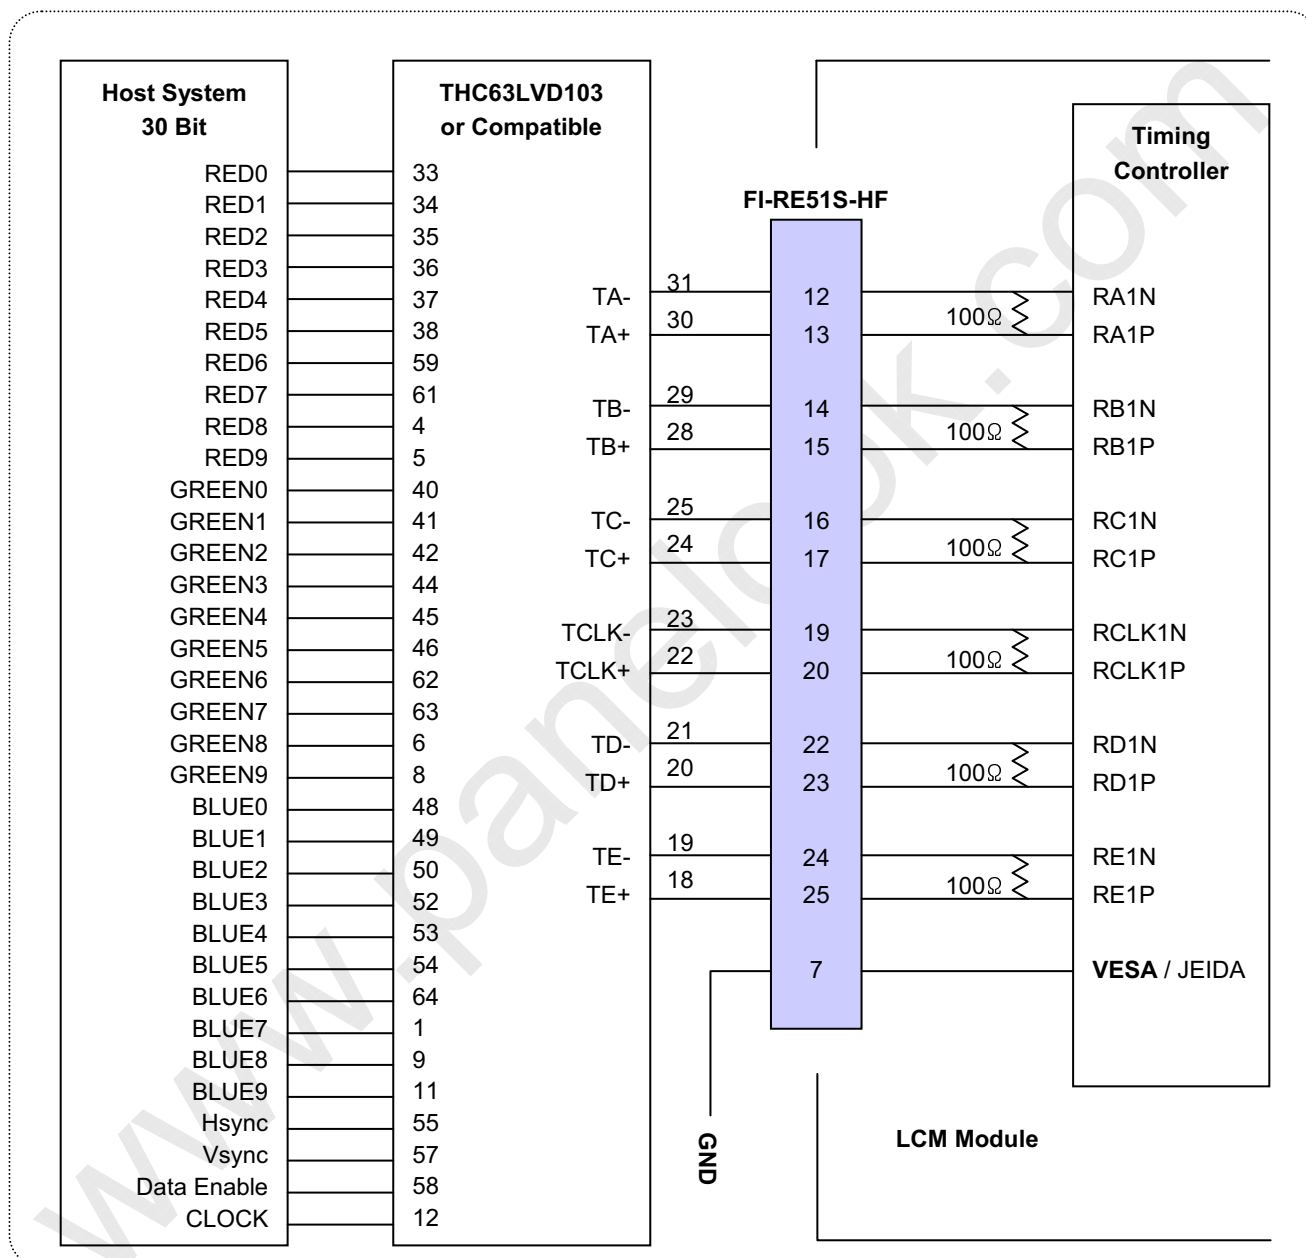 Host System
30 Bit
RED0
RED1
RED2
RED3
RED4
RED5
RED6
RED7
RED8
RED9
GREEN0
GREEN1
GREEN2
GREEN3
GREEN4
GREEN5
GREEN6
GREEN7
GREEN8
GREEN9
BLUE0
BLUE1
BLUE2
BLUE3
BLUE4
BLUE5
BLUE6
BLUE7
BLUE8
BLUE9
Hsync
Vsync
Data Enable
CLOCK
THC63LVD103
or Compatible
33
34
35
36
37
38
59
61
4
5
40
41
42
44
45
46
62
63
6
8
48
49
50
52
53
54
64
1
9
11
55
57
58
12
TA-
TA+
TB-
TB+
TC-
TC+
TCLK-
TCLK+
TD-
TD+
TE-
TE+
31
30
29
28
25
24
23
22
21
20
19
18
GND
FI-RE51S-HF
12
13
14
15
16
17
19
20
22
23
24
25
7
100Ω
100Ω
100Ω
100Ω
100Ω
100Ω
Timing
Controller
RA1N
RA1P
RB1N
RB1P
RC1N
RC1P
RCLK1N
RCLK1P
RD1N
RD1P
RE1N
RE1P
VESA / JEIDA
LCM Module
www.panelook.com